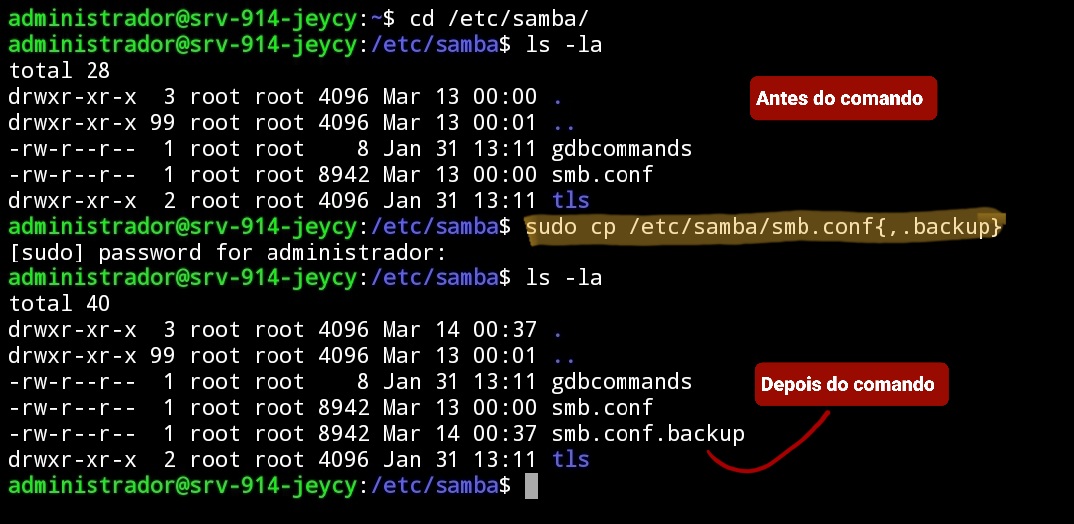 administrador@srv-914-jeycy:~$ cd /etc/samba/
administrador@srv-914-jeycy:/etc/samba$ ls -la
total 28
drwxr-xr-x  3 root root 4096 Mar 13 00:00 .
Antes do comando
drwxr-xr-x 99 root root 4096 Mar 13 00:01 ..
-rw-r--r--  1 root root    8 Jan 31 13:11 gdbcommands
-rw-r--r--  1 root root 8942 Mar 13 00:00 smb.conf
drwxr-xr-x  2 root root 4096 Jan 31 13:11 tls
administrador@srv-914-jeycy:/etc/samba$ sudo cp /etc/samba/smb.conf{,.backup}
[sudo] password for administrador:
administrador@srv-914-jeycy:/etc/samba$ ls -la
total 40
drwxr-xr-x  3 root root 4096 Mar 14 00:37 .
drwxr-xr-x 99 root root 4096 Mar 13 00:01 ..
-rw-r--r--  1 root root    8 Jan 31 13:11 gdbcommands
Depois do comando
-rw-r--r--  1 root root 8942 Mar 13 00:00 smb.conf
-rw-r--r--  1 root root 8942 Mar 14 00:37 smb.conf.backup
drwxr-xr-x  2 root root 4096 Jan 31 13:11 tls
administrador@srv-914-jeycy:/etc/samba$